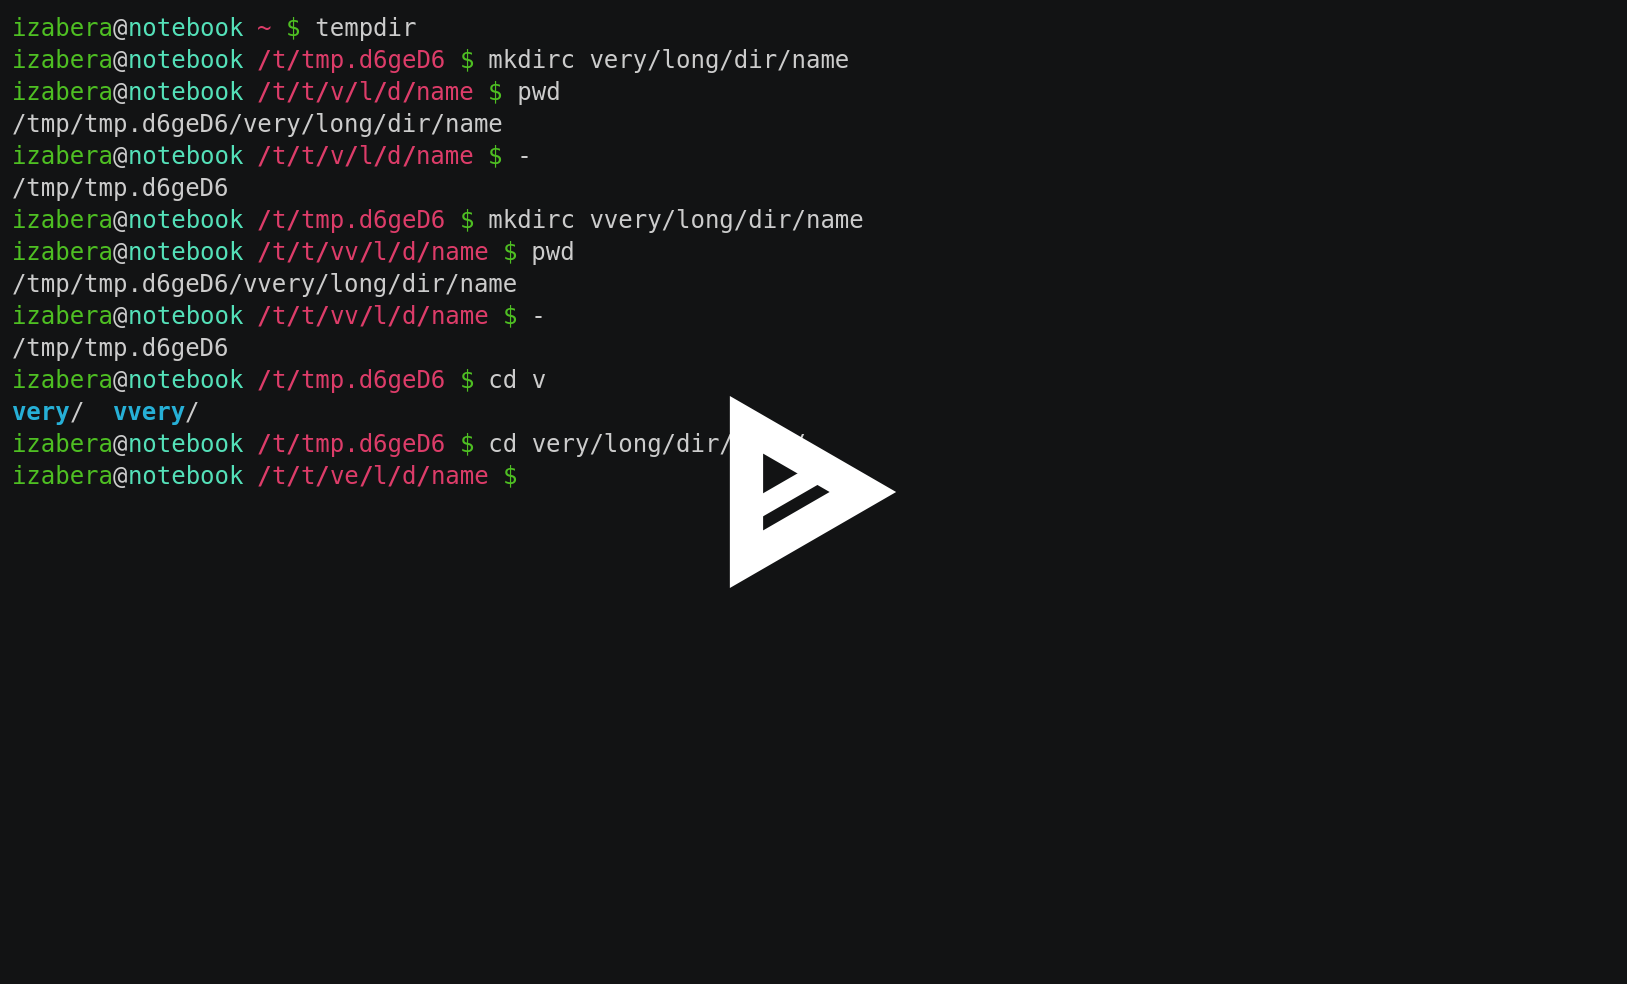 izabera@notebook ~ $ tempdir
izabera@notebook /t/tmp.d6geD6 $ mkdirc very/long/dir/name
izabera@notebook /t/t/v/l/d/name $ pwd
/tmp/tmp.d6geD6/very/long/dir/name
izabera@notebook /t/t/v/l/d/name $ -
/tmp/tmp.d6geD6
izabera@notebook /t/tmp.d6geD6 $ mkdirc vvery/long/dir/name
izabera@notebook /t/t/vv/l/d/name $ pwd
/tmp/tmp.d6geD6/vvery/long/dir/name
izabera@notebook /t/t/vv/l/d/name $ -
/tmp/tmp.d6geD6
izabera@notebook /t/tmp.d6geD6 $ cd v
very/  vvery/
izabera@notebook /t/tmp.d6geD6 $ cd very/long/dir/
izabera@notebook /t/t/ve/l/d/name $